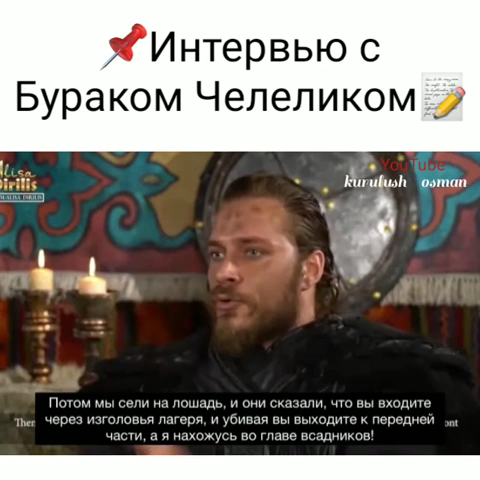 📌Интервью с
Бураком Челеликом📝
Lisa
Dirilis
YouTube
kurulush osman
Потом мы сели на лошадь, и они сказали, что вы входите
через изголовья лагеря, и убивая вы выходите к передней
части, а я нахожусь во главе всадников!